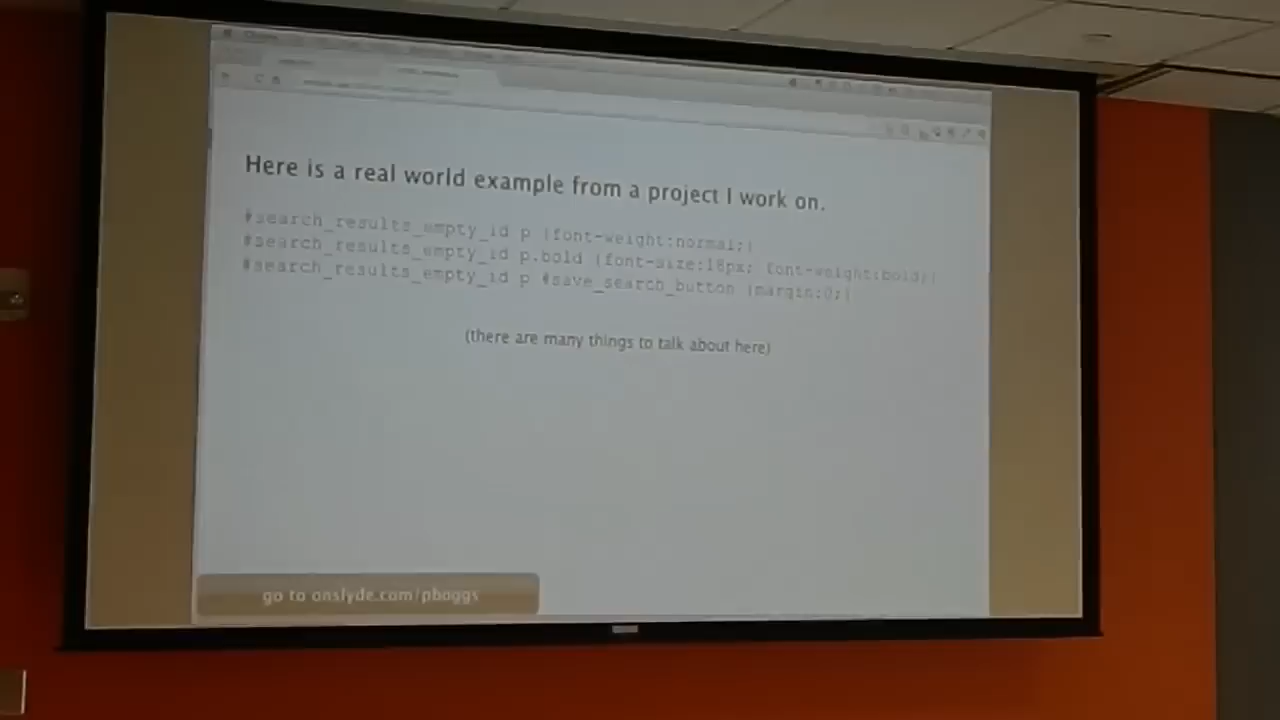 Here is a real world example from a project I work on.
#search_results_empty_id p {font-weight:normal;}
#search_results_empty_id p.bold {font-size:18px; font-weight:bold;}
#search_results_empty_id p #save_search_button {margin:0;}
(there are many things to talk about here)
go to onslyde.com/pboggs